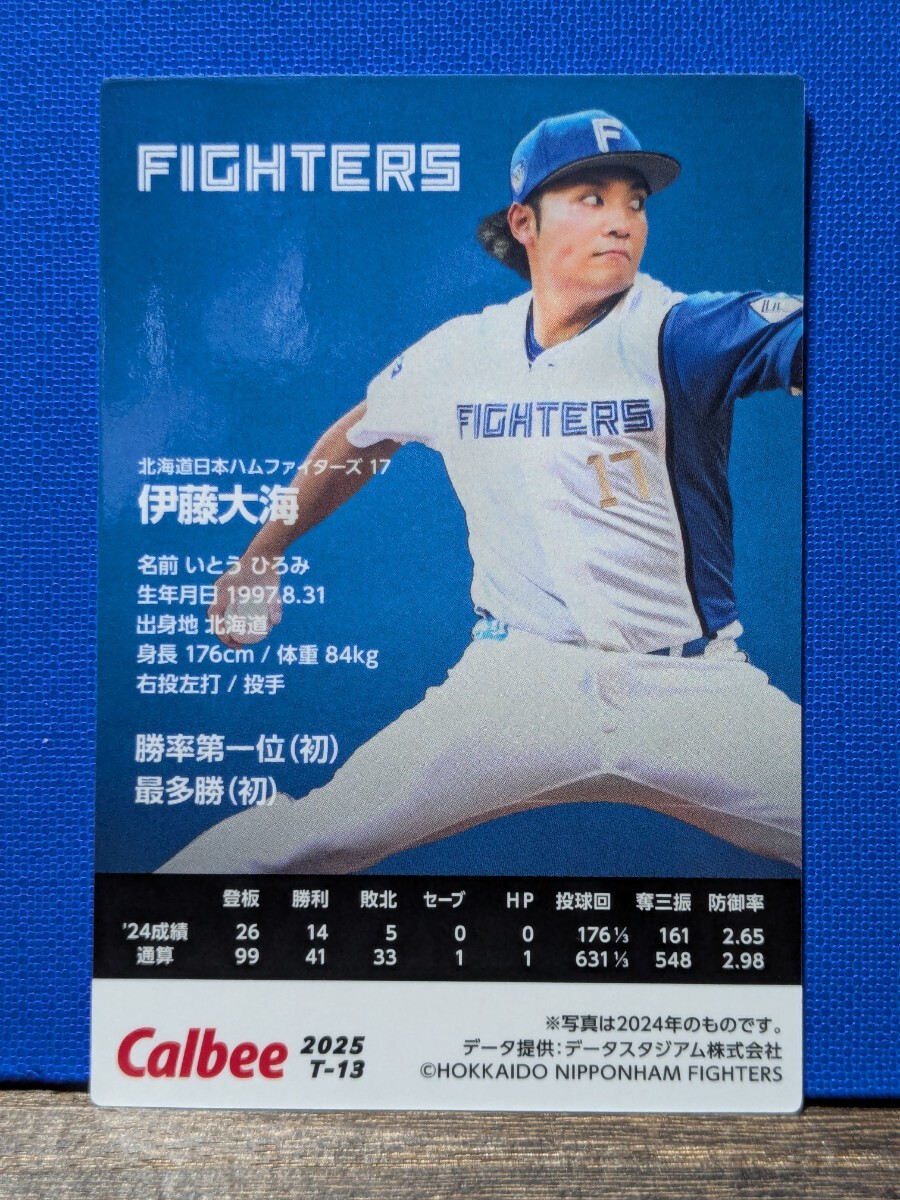 FIGHTERS
F
FIGHTERS
17
北海道日本ハムファイターズ 17
伊藤大海
名前 いとう ひろみ
生年月日 1997.8.31
出身地 北海道
身長 176cm / 体重 84kg
右投左打 / 投手
勝率第一位(初)
最多勝(初)
登板 勝利 敗北 セーブ HP 投球回 奪三振 防御率
'24成績 26 14 5 0 0 176 ⅓ 161 2.65
通算 99 41 33 1 1 631 ⅓ 548 2.98
※写真は2024年のものです。
データ提供:データスタジアム株式会社
©HOKKAIDO NIPPONHAM FIGHTERS
Calbee 2025
T-13